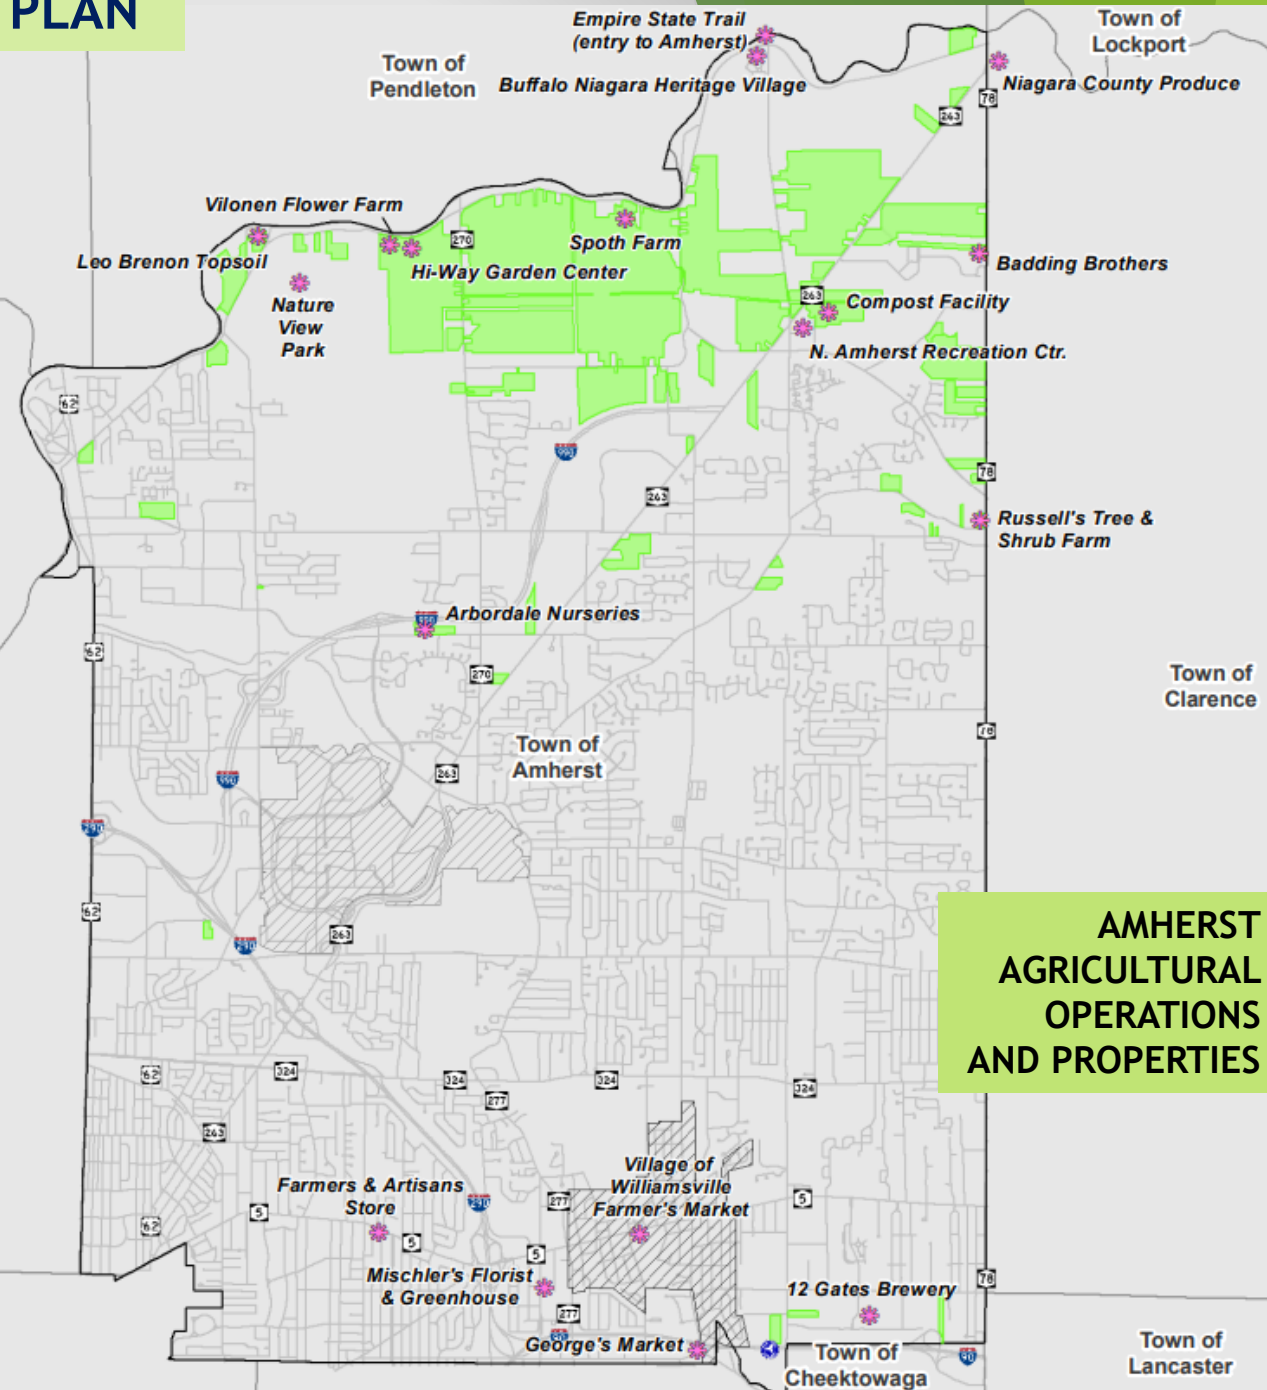 PLAN
Empire State Trail
(entry to Amherst)
Town of
Lockport
Town of
Pendleton
Buffalo Niagara Heritage Village
Niagara County Produce
78
263
Vilonen Flower Farm
270
Spoth Farm
Leo Brenon Topsoil
Hi-Way Garden Center
Badding Brothers
Nature
View
Park
263
Compost Facility
N. Amherst Recreation Ctr.
62
990
78
263
Russell's Tree &
Shrub Farm
990
Arbordale Nurseries
62
270
Town of
Clarence
78
Town of
Amherst
263
990
290
62
263
290
AMHERST
AGRICULTURAL
OPERATIONS
AND PROPERTIES
62
324
324
277
324
324
263
Village of
Williamsville
Farmer's Market
Farmers & Artisans
Store
290
277
5
5
62
5
5
Mischler's Florist
& Greenhouse
78
12 Gates Brewery
277
90
George's Market
Town of
Cheektowaga
90
Town of
Lancaster